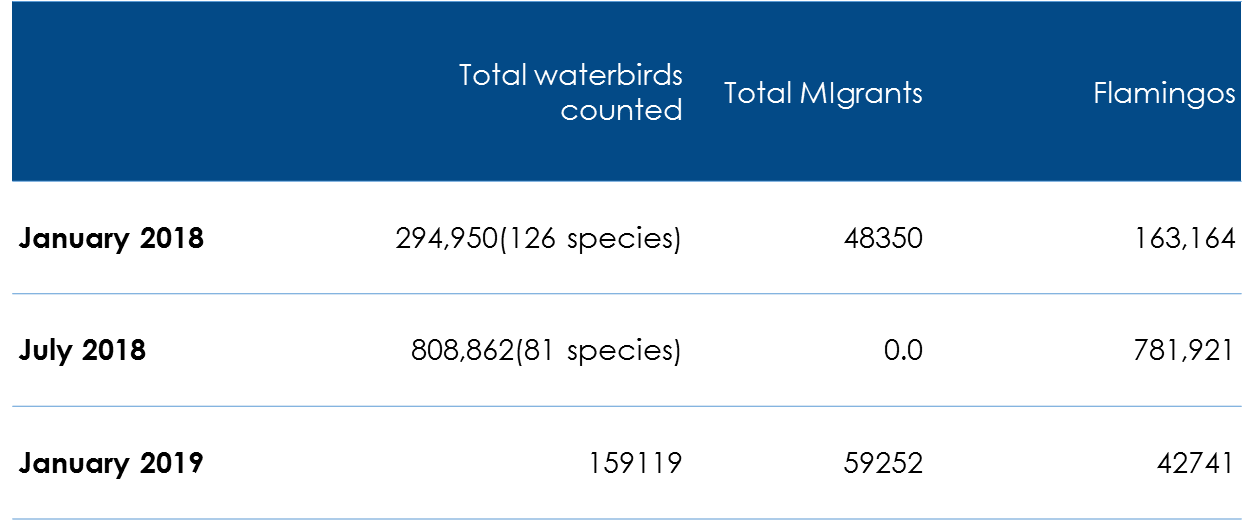 Total waterbirds
counted
Total MIgrants
Flamingos
January 2018 294,950(126 species) 48350 163,164
July 2018 808,862(81 species) 0.0 781,921
January 2019 159119 59252 42741